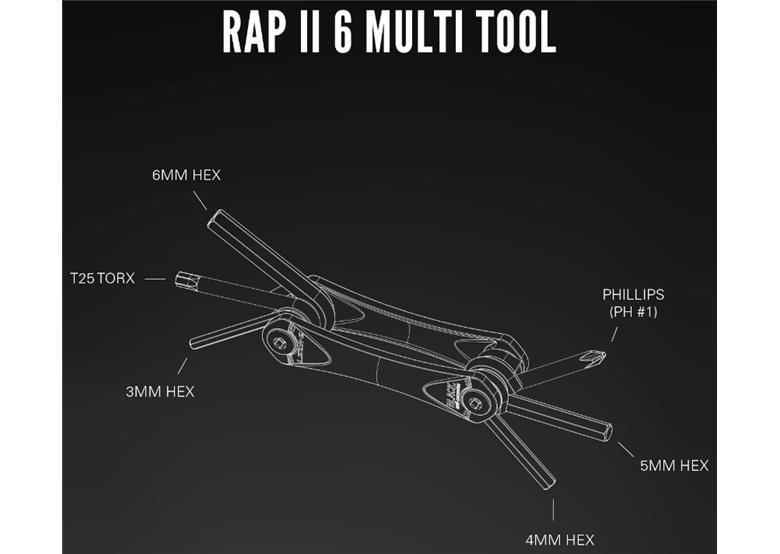 RAP II 6 MULTI TOOL
6MM HEX
T25 TORX
PHILLIPS
(PH #1)
3MM HEX
5MM HEX
4MM HEX